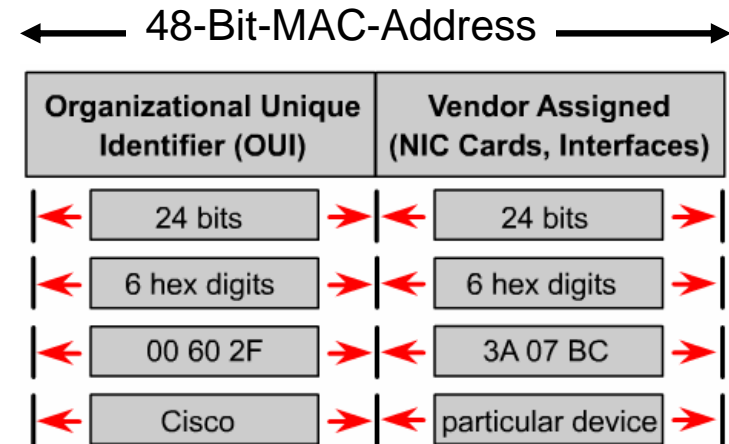 48-Bit-MAC-Address
Organizational Unique Identifier (OUI)
Vendor Assigned (NIC Cards, Interfaces)
24 bits
24 bits
6 hex digits
6 hex digits
00 60 2F
3A 07 BC
Cisco
particular device